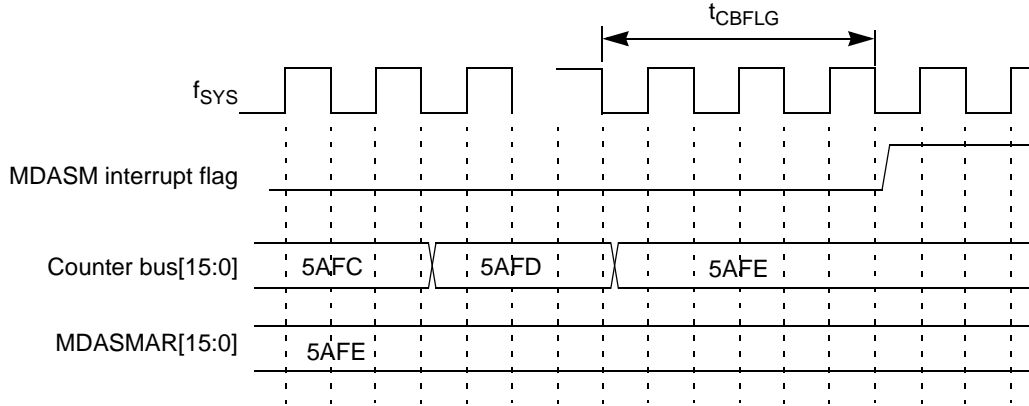 tCBFLG
fSYS
MDASM interrupt flag
Counter bus[15:0]
5AFC
5AFD
5AFE
MDASMAR[15:0]
5AFE